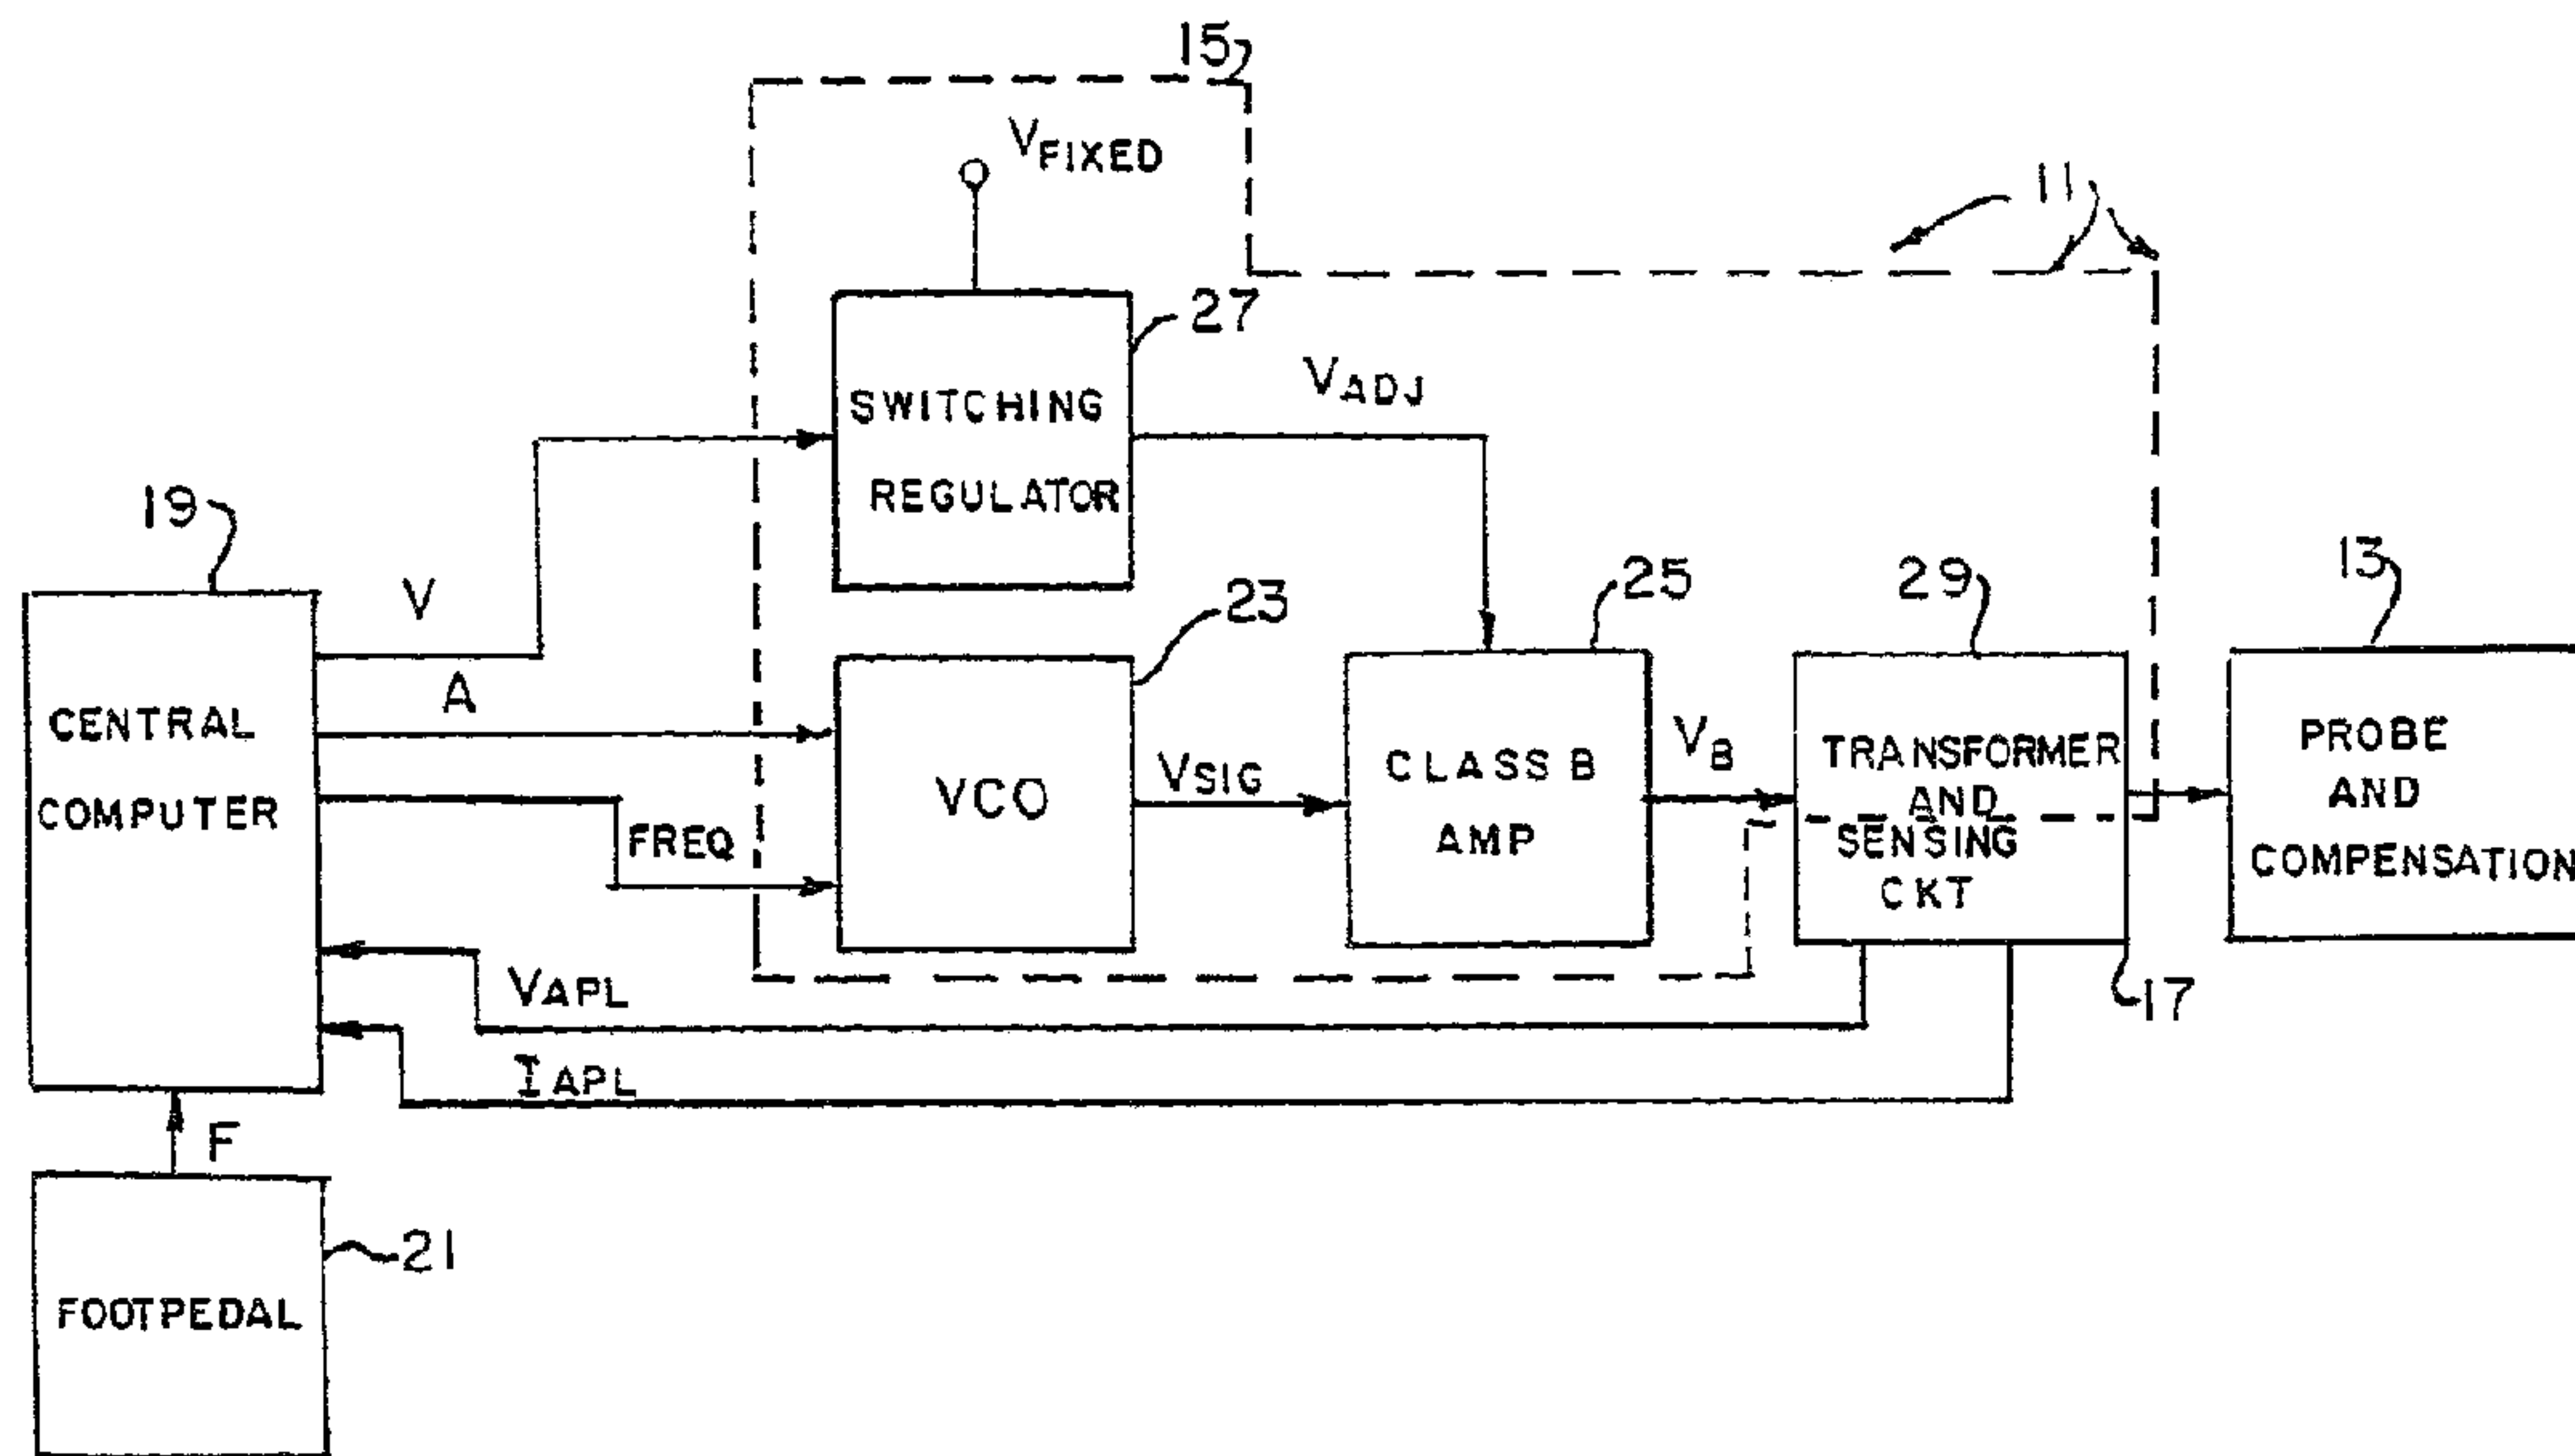 15
VFIXED
11
27
SWITCHING
REGULATOR
VADJ
19
V
A
CENTRAL
COMPUTER
FREQ
23
VCO
VSIG
25
CLASS B
AMP
VB
29
TRANSFORMER
AND
SENSING
CKT
17
13
PROBE
AND
COMPENSATION
VAPL
IAPL
F
21
FOOTPEDAL